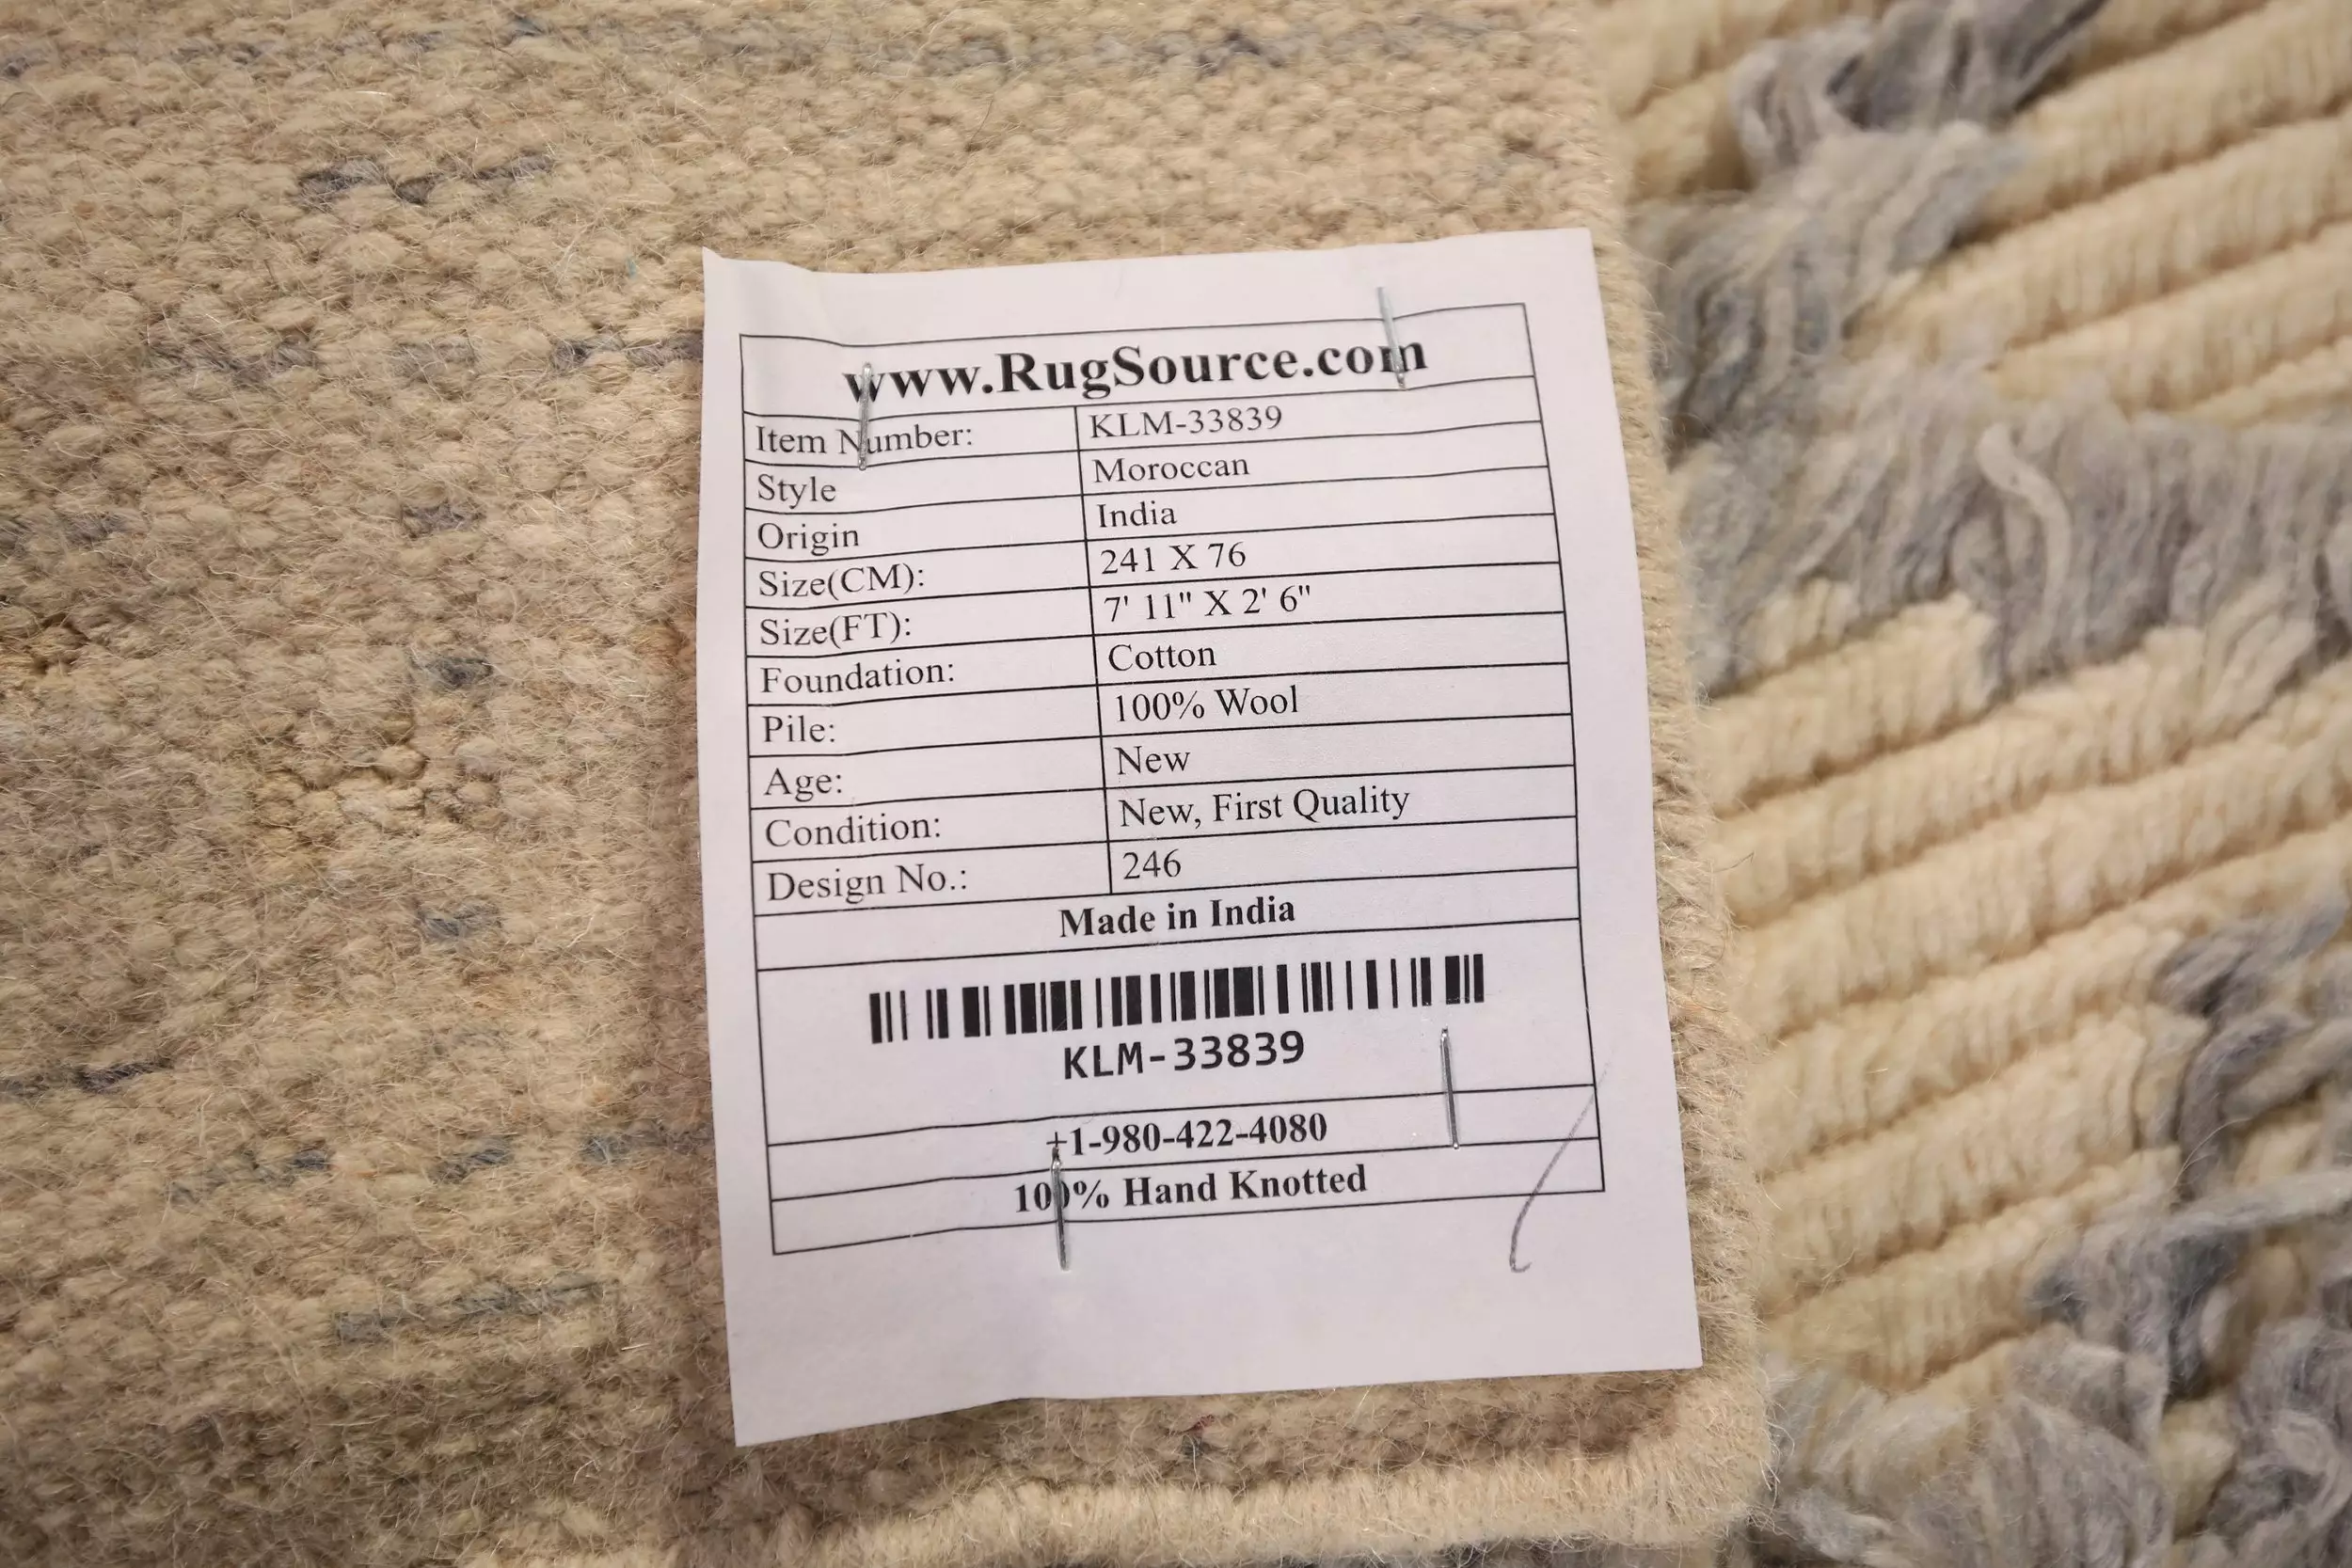 www.RugSource.com
Item Number: KLM-33839
Style Moroccan
Origin India
Size(CM): 241 X 76
Size(FT): 7' 11" X 2' 6"
Foundation: Cotton
Pile: 100% Wool
Age: New
Condition: New, First Quality
Design No.: 246
Made in India
KLM-33839
+1-980-422-4080
100% Hand Knotted